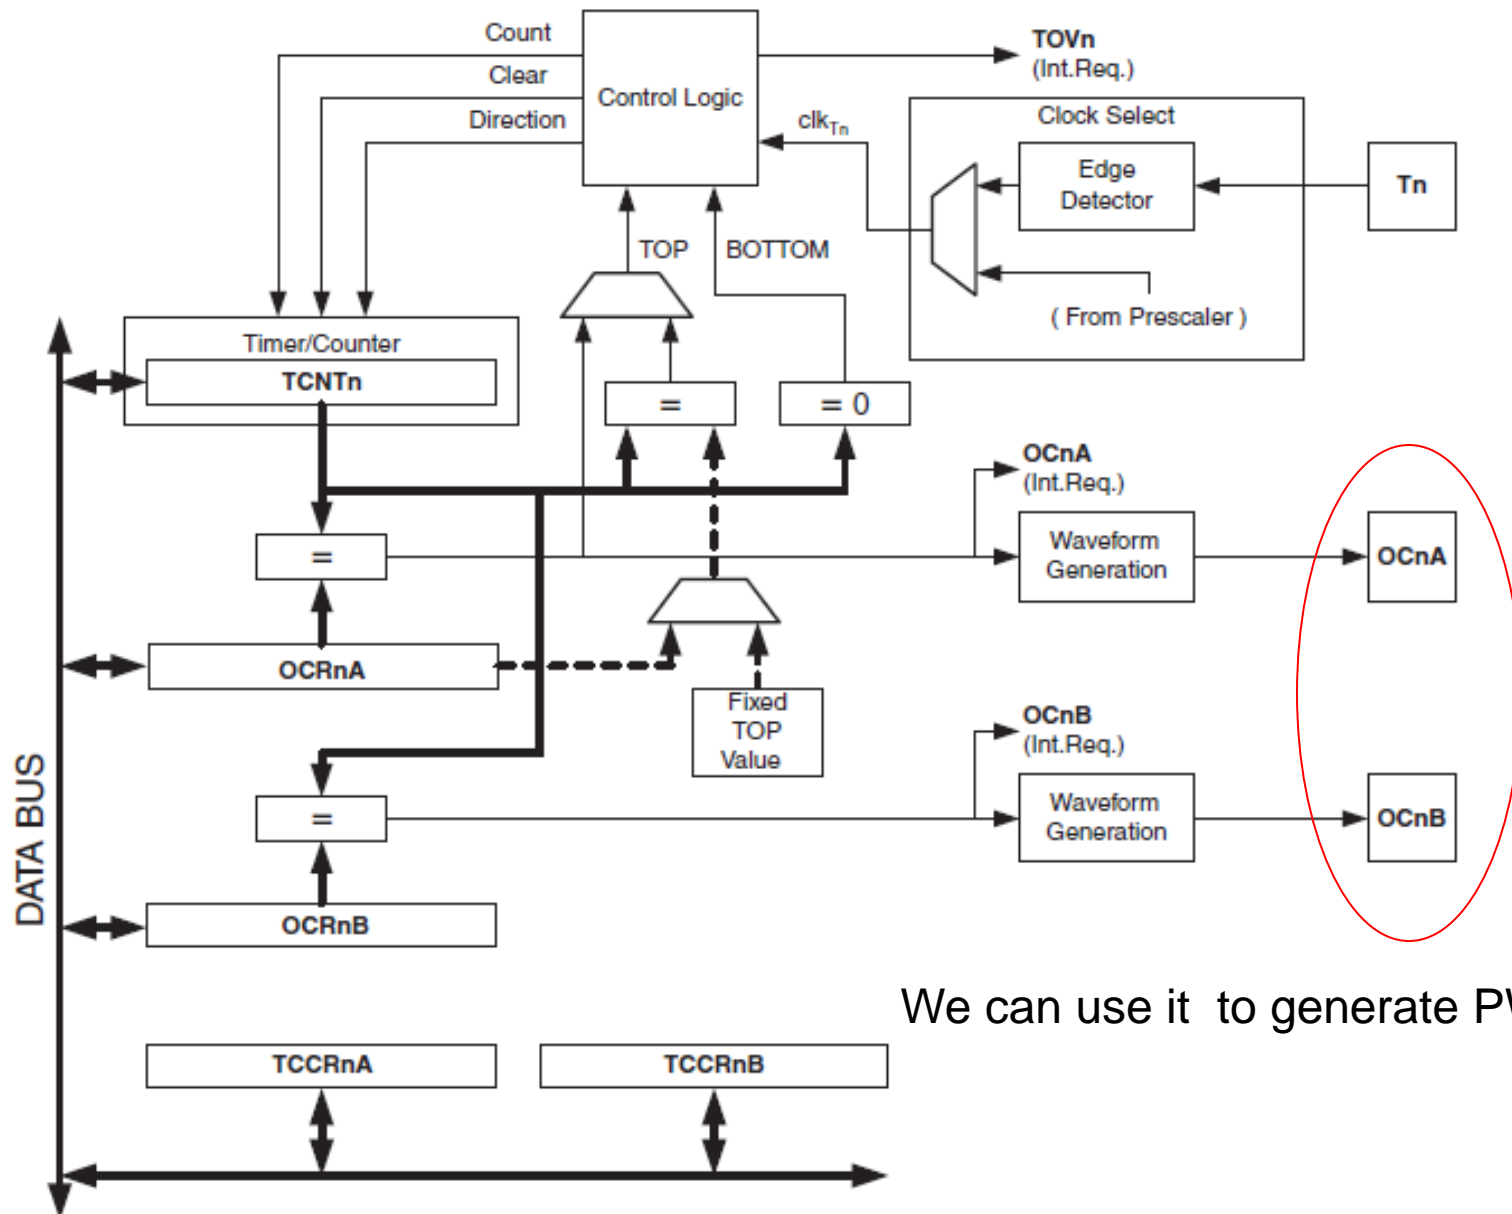 Count
Clear
Direction
Control Logic
TOVn
(Int.Req.)
clkTn
Clock Select
Edge
Detector
Tn
( From Prescaler )
TOP
BOTTOM
Timer/Counter
TCNTn
=
= 0
OCnA
(Int.Req.)
=
Waveform
Generation
OCnA
OCRnA
Fixed
TOP
Value
OCnB
(Int.Req.)
=
Waveform
Generation
OCnB
OCRnB
DATA BUS
We can use it to generate
TCCRnA
TCCRnB